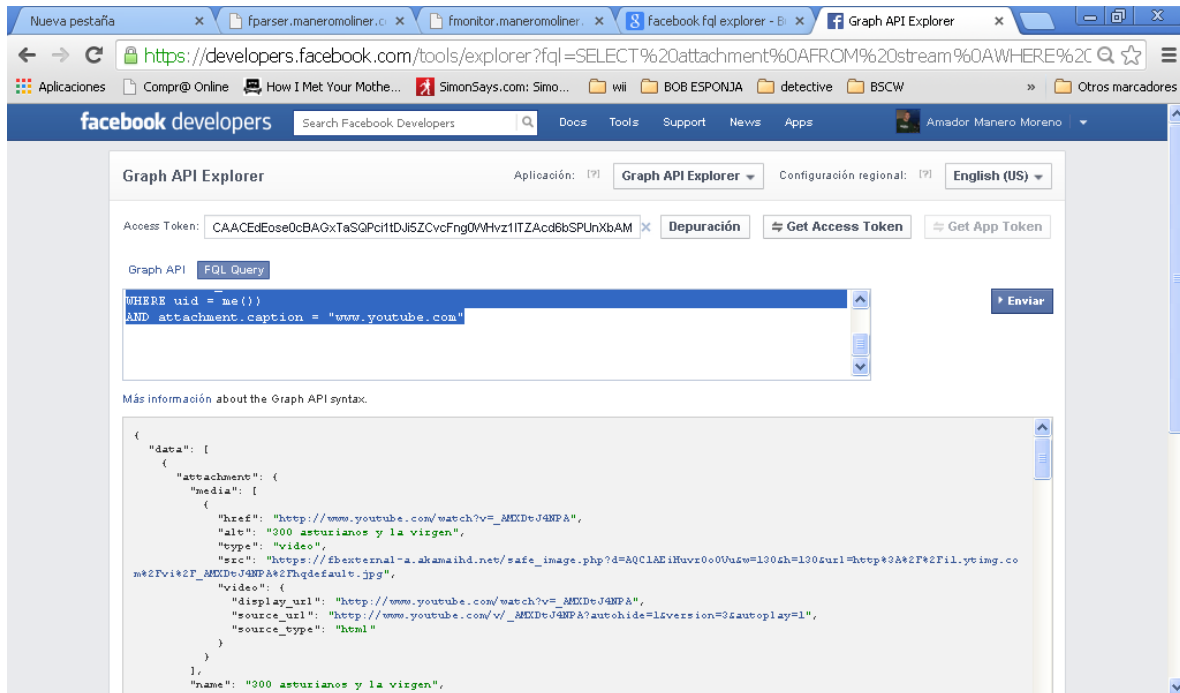 Nueva pestaña
fparser.maneromoliner.c
fmonitor.maneromoliner.
facebook fql explorer - B
Graph API Explorer
https://developers.facebook.com/tools/explorer?fql=SELECT%20attachment%0AFROM%20stream%0AWHERE%2C
Aplicaciones Compr@ Online How I Met Your Mothe... SimonSays.com: Simo... wii BOB ESPONJA detective BSCW » Otros marcadores
facebook developers Search Facebook Developers Docs Tools Support News Apps Amador Manero Moreno
Graph API Explorer Aplicación: [?] Graph API Explorer Configuración regional: [?] English (US)
Access Token: Depuración Get Access Token Get App Token
Graph API FQL Query
WHERE uid = me())
AND attachment.caption = "www.youtube.com"
Enviar
Más información about the Graph API syntax.
{
"data": [
{
"attachment": {
"media": [
{
"href": "http://www.youtube.com/watch?v=_AMXDtJ4NPA",
"alt": "300 asturianos y la virgen",
"type": "video",
"src": "https://fbexternal-a.akamaihd.net/safe_image.php?d=AQClAEiHuvr0o0Vu&w=130&h=130&url=http%3A%2F%2Fi1.ytimg.co
m%2Fvi%2F_AMXDtJ4NPA%2Fhqdefault.jpg",
"video": {
"display_url": "http://www.youtube.com/watch?v=_AMXDtJ4NPA",
"source_url": "http://www.youtube.com/v/_AMXDtJ4NPA?autohide=1&version=3&autoplay=1",
"source_type": "html"
}
}
],
"name": "300 asturianos y la virgen",